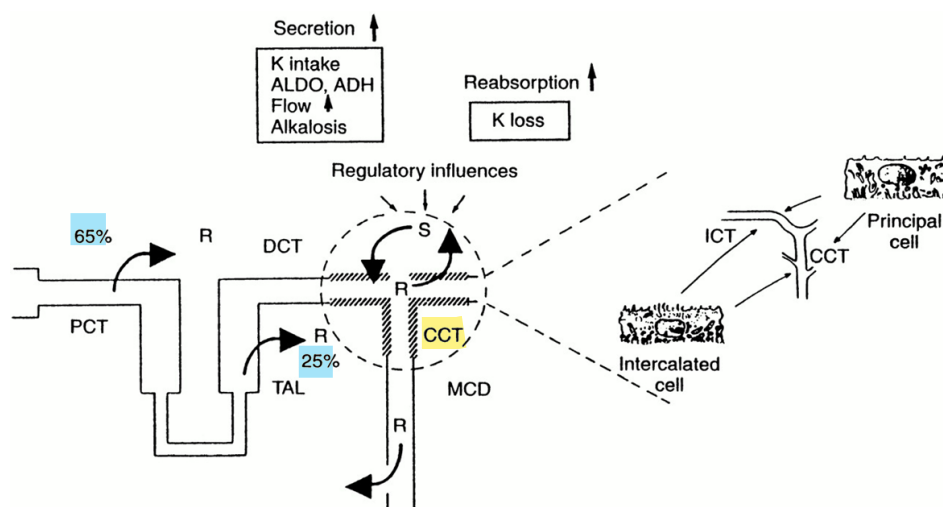 Secretion
K intake
ALDO, ADH
Flow
Alkalosis
Reabsorption
K loss
Regulatory influences
65%
R
DCT
S
R
PCT
R
25%
TAL
CCT
MCD
R
ICT
CCT
Principal
cell
Intercalated
cell